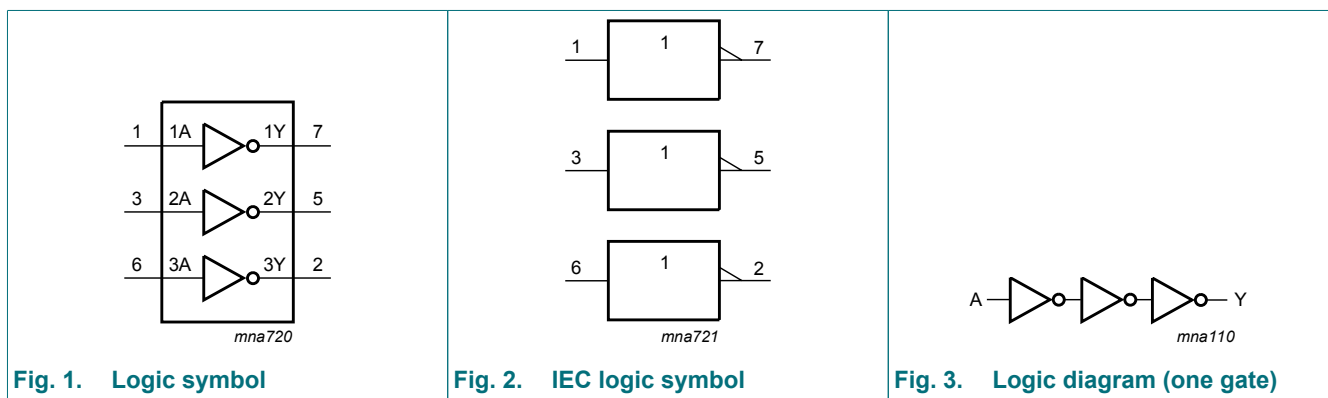 1 1A 1Y 7
3 2A 2Y 5
6 3A 3Y 2
mna720
Fig. 1. Logic symbol
1 1 7
3 1 5
6 1 2
mna721
Fig. 2. IEC logic symbol
A Y
mna110
Fig. 3. Logic diagram (one gate)